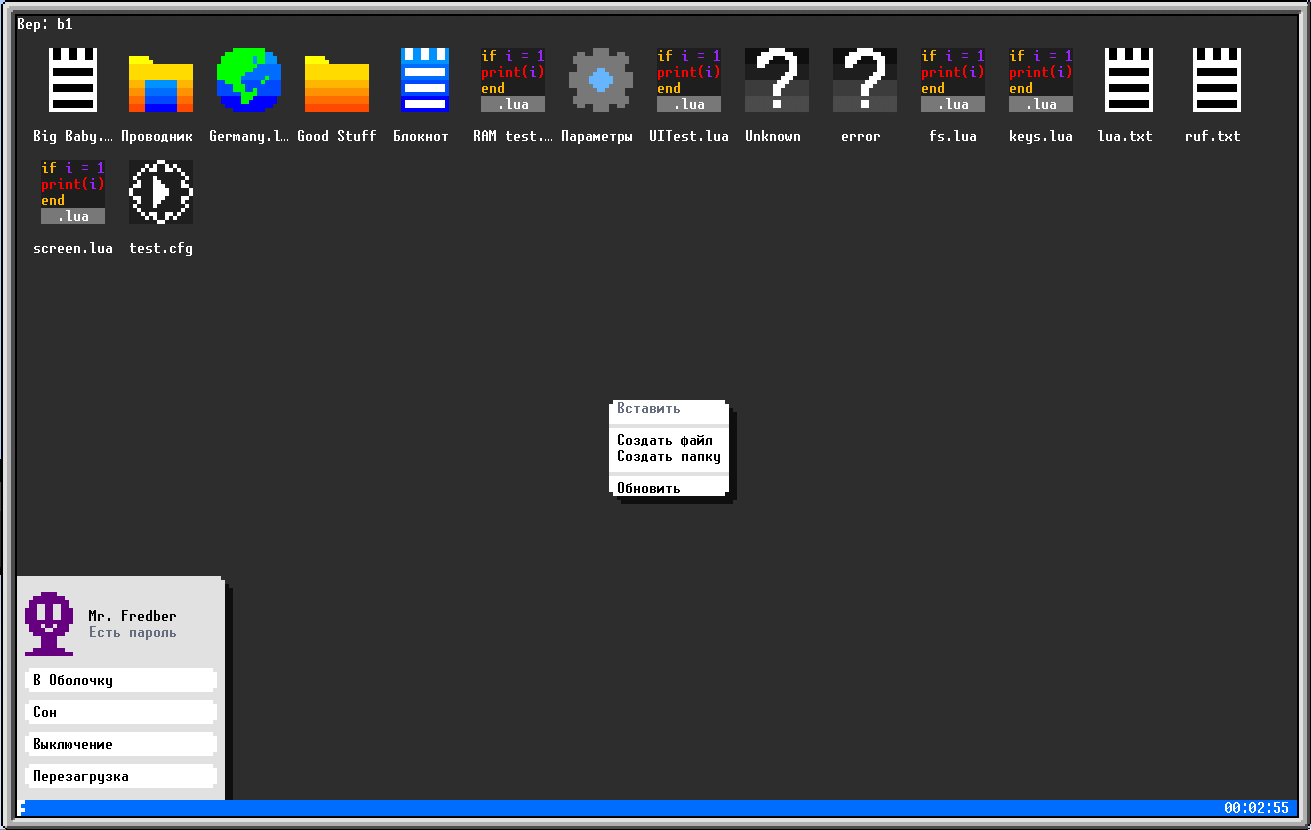 Вер: b1
if i = 1 if i = 1 if i = 1 if i = 1
print(i) print(i) print(i) print(i)
end end end end
.lua .lua .lua .lua
Big Baby.… Проводник Germany.l… Good Stuff Блокнот RAM test.… Параметры UITest.lua Unknown error fs.lua keys.lua lua.txt ruf.txt
if i = 1
print(i)
end
.lua
screen.lua test.cfg
Вставить
Создать файл
Создать папку
Обновить
Mr. Fredber
Есть пароль
В Оболочку
Сон
Выключение
Перезагрузка
00:02:55